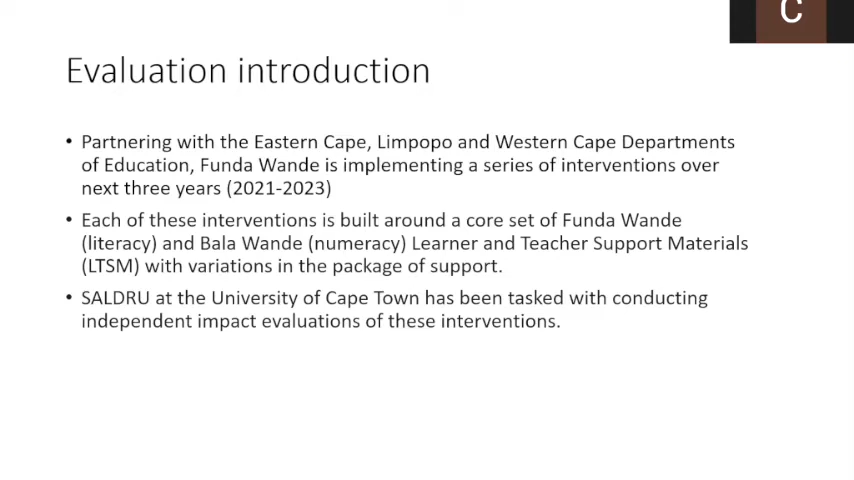 C
Evaluation introduction
• Partnering with the Eastern Cape, Limpopo and Western Cape Departments
of Education, Funda Wande is implementing a series of interventions over
next three years (2021-2023)
• Each of these interventions is built around a core set of Funda Wande
(literacy) and Bala Wande (numeracy) Learner and Teacher Support Materials
(LTSM) with variations in the package of support.
• SALDRU at the University of Cape Town has been tasked with conducting
independent impact evaluations of these interventions.